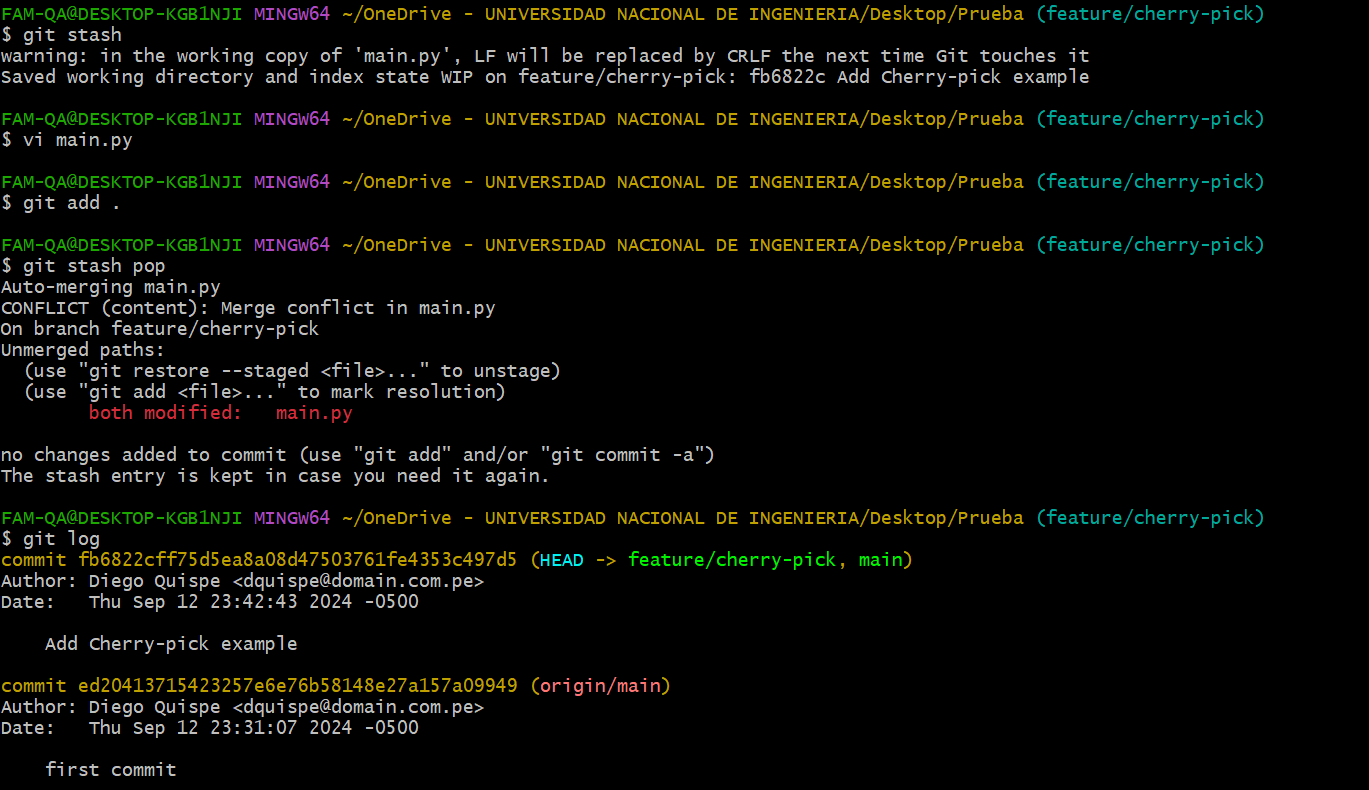 FAM-QA@DESKTOP-KGB1NJI MINGW64 ~/OneDrive - UNIVERSIDAD NACIONAL DE INGENIERIA/Desktop/Prueba (feature/cherry-pick)
$ git stash
warning: in the working copy of 'main.py', LF will be replaced by CRLF the next time Git touches it
Saved working directory and index state WIP on feature/cherry-pick: fb6822c Add Cherry-pick example
FAM-QA@DESKTOP-KGB1NJI MINGW64 ~/OneDrive - UNIVERSIDAD NACIONAL DE INGENIERIA/Desktop/Prueba (feature/cherry-pick)
$ vi main.py
FAM-QA@DESKTOP-KGB1NJI MINGW64 ~/OneDrive - UNIVERSIDAD NACIONAL DE INGENIERIA/Desktop/Prueba (feature/cherry-pick)
$ git add .
FAM-QA@DESKTOP-KGB1NJI MINGW64 ~/OneDrive - UNIVERSIDAD NACIONAL DE INGENIERIA/Desktop/Prueba (feature/cherry-pick)
$ git stash pop
Auto-merging main.py
CONFLICT (content): Merge conflict in main.py
On branch feature/cherry-pick
Unmerged paths:
  (use "git restore --staged <file>..." to unstage)
  (use "git add <file>..." to mark resolution)
        both modified:   main.py
no changes added to commit (use "git add" and/or "git commit -a")
The stash entry is kept in case you need it again.
FAM-QA@DESKTOP-KGB1NJI MINGW64 ~/OneDrive - UNIVERSIDAD NACIONAL DE INGENIERIA/Desktop/Prueba (feature/cherry-pick)
$ git log
commit fb6822cff75d5ea8a08d47503761fe4353c497d5 (HEAD -> feature/cherry-pick, main)
Author: Diego Quispe <dquispe@domain.com.pe>
Date:   Thu Sep 12 23:42:43 2024 -0500
    Add Cherry-pick example
commit ed20413715423257e6e76b58148e27a157a09949 (origin/main)
Author: Diego Quispe <dquispe@domain.com.pe>
Date:   Thu Sep 12 23:31:07 2024 -0500
    first commit